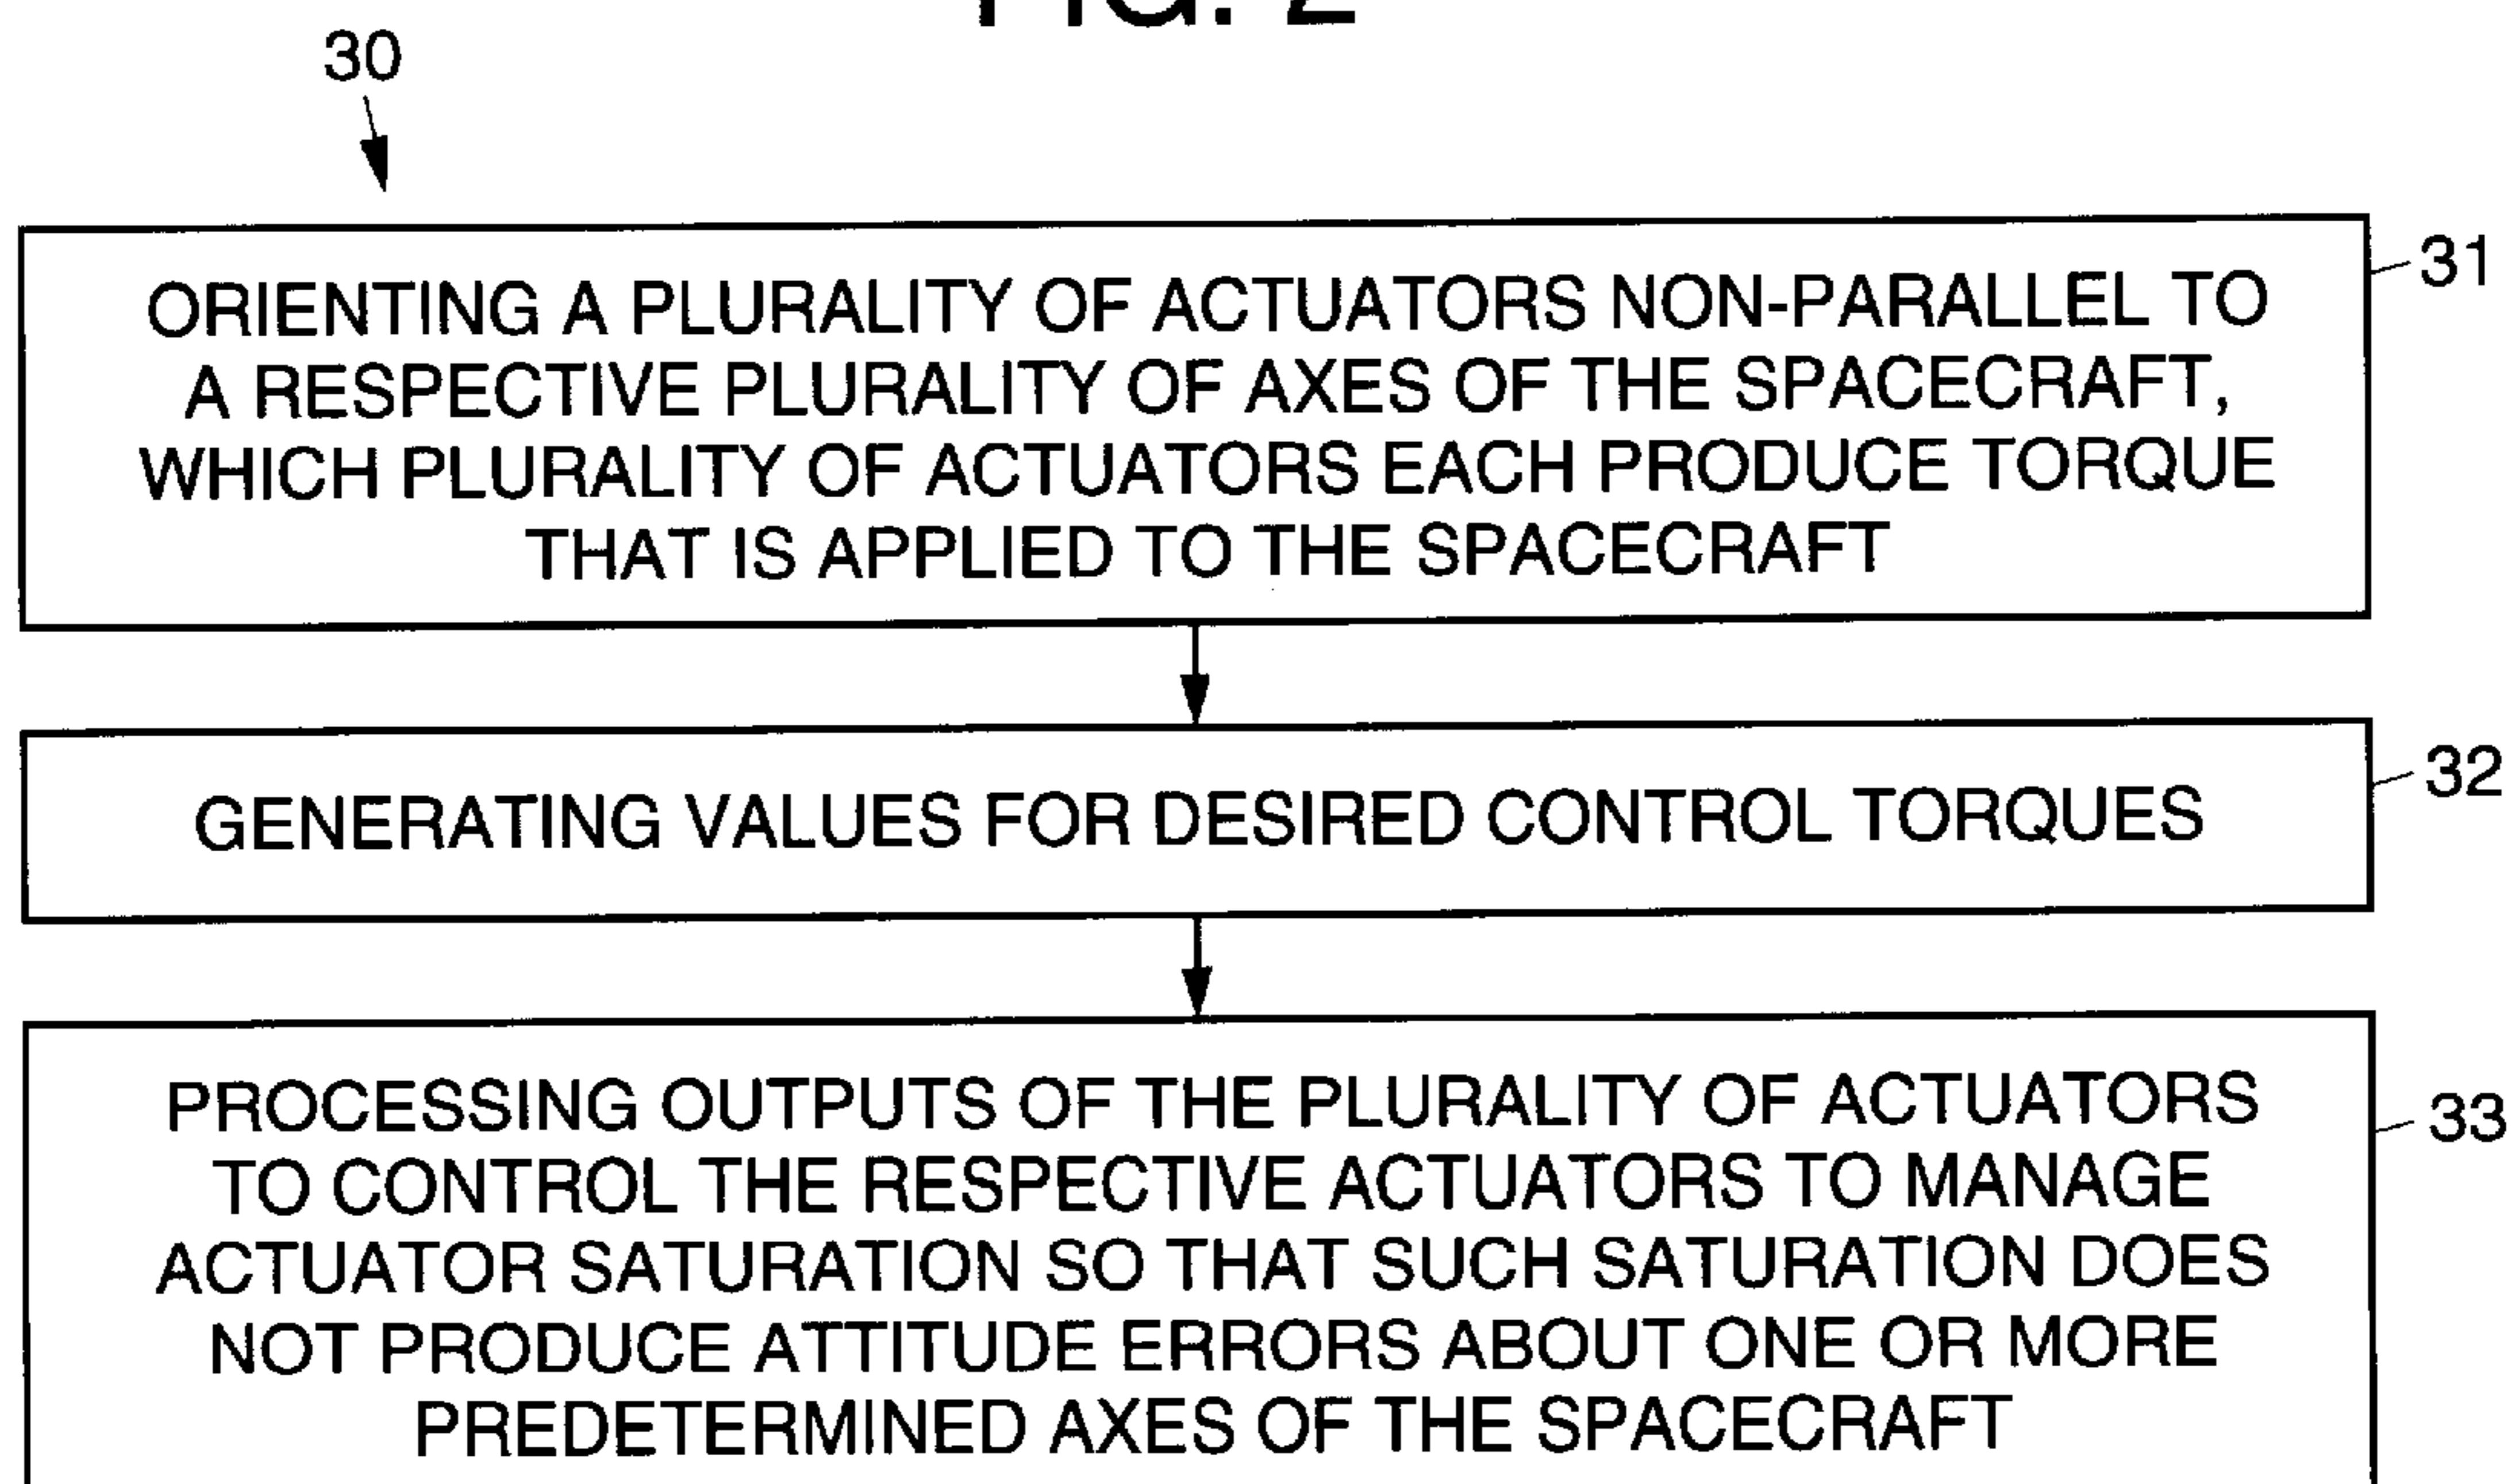 FIG. 2
30
31
ORIENTING A PLURALITY OF ACTUATORS NON-PARALLEL TO
A RESPECTIVE PLURALITY OF AXES OF THE SPACECRAFT,
WHICH PLURALITY OF ACTUATORS EACH PRODUCE TORQUE
THAT IS APPLIED TO THE SPACECRAFT
32
GENERATING VALUES FOR DESIRED CONTROL TORQUES
33
PROCESSING OUTPUTS OF THE PLURALITY OF ACTUATORS
TO CONTROL THE RESPECTIVE ACTUATORS TO MANAGE
ACTUATOR SATURATION SO THAT SUCH SATURATION DOES
NOT PRODUCE ATTITUDE ERRORS ABOUT ONE OR MORE
PREDETERMINED AXES OF THE SPACECRAFT